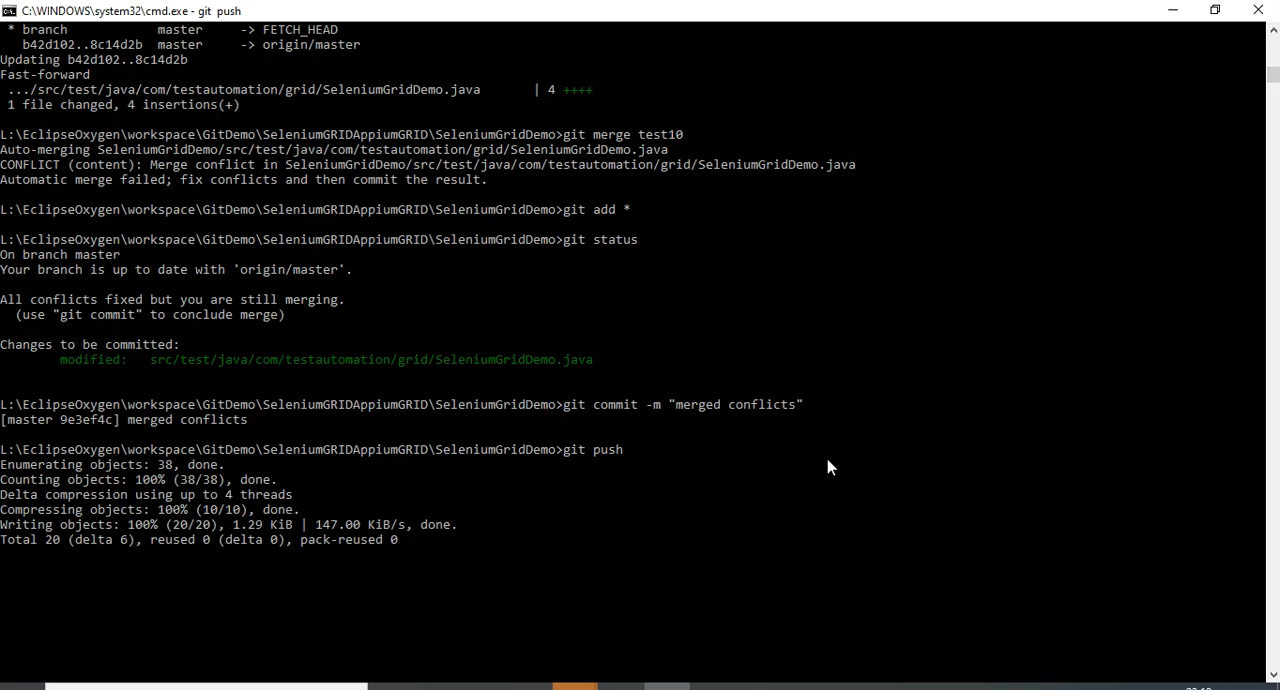 C:\WINDOWS\system32\cmd.exe - git push
* branch master -> FETCH_HEAD
b42d102..8c14d2b master -> origin/master
Updating b42d102..8c14d2b
Fast-forward
.../src/test/java/com/testautomation/grid/SeleniumGridDemo.java | 4 ++++
1 file changed, 4 insertions(+)
L:\EclipseOxygen\workspace\GitDemo\SeleniumGRIDAppiumGRID\SeleniumGridDemo>git merge test10
Auto-merging SeleniumGridDemo/src/test/java/com/testautomation/grid/SeleniumGridDemo.java
CONFLICT (content): Merge conflict in SeleniumGridDemo/src/test/java/com/testautomation/grid/SeleniumGridDemo.java
Automatic merge failed; fix conflicts and then commit the result.
L:\EclipseOxygen\workspace\GitDemo\SeleniumGRIDAppiumGRID\SeleniumGridDemo>git add *
L:\EclipseOxygen\workspace\GitDemo\SeleniumGRIDAppiumGRID\SeleniumGridDemo>git status
On branch master
Your branch is up to date with 'origin/master'.
All conflicts fixed but you are still merging.
(use "git commit" to conclude merge)
Changes to be committed:
modified: src/test/java/com/testautomation/grid/SeleniumGridDemo.java
L:\EclipseOxygen\workspace\GitDemo\SeleniumGRIDAppiumGRID\SeleniumGridDemo>git commit -m "merged conflicts"
[master 9e3ef4c] merged conflicts
L:\EclipseOxygen\workspace\GitDemo\SeleniumGRIDAppiumGRID\SeleniumGridDemo>git push
Enumerating objects: 38, done.
Counting objects: 100% (38/38), done.
Delta compression using up to 4 threads
Compressing objects: 100% (10/10), done.
Writing objects: 100% (20/20), 1.29 KiB | 147.00 KiB/s, done.
Total 20 (delta 6), reused 0 (delta 0), pack-reused 0